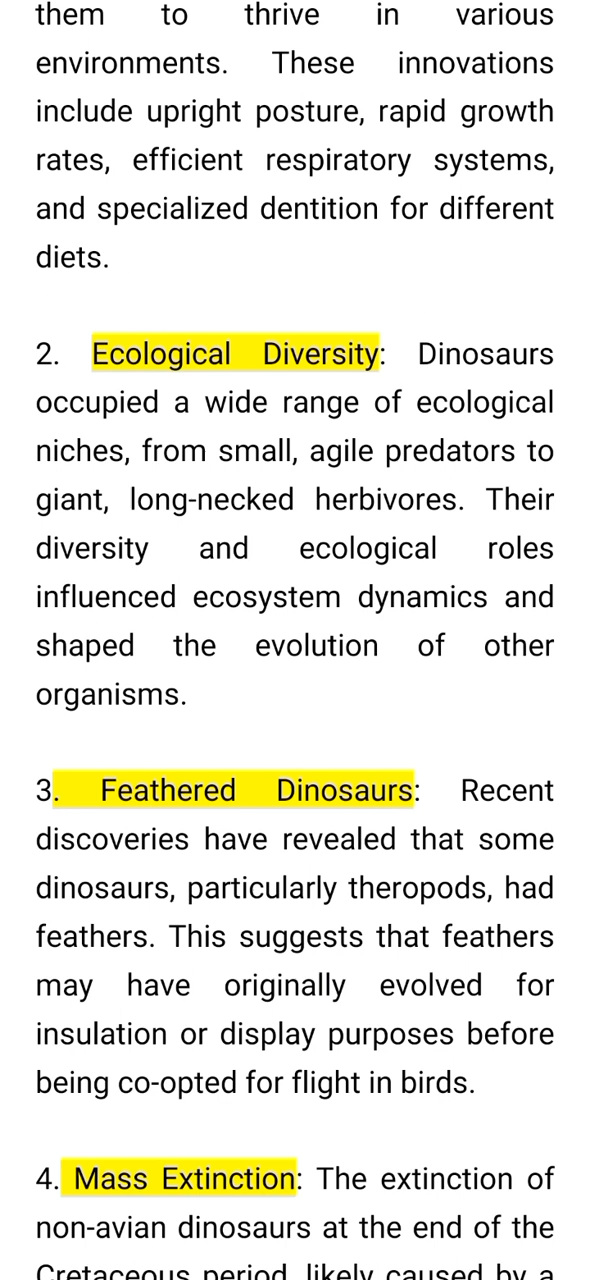 them to thrive in various
environments. These innovations
include upright posture, rapid growth
rates, efficient respiratory systems,
and specialized dentition for different
diets.
2. Ecological Diversity: Dinosaurs
occupied a wide range of ecological
niches, from small, agile predators to
giant, long-necked herbivores. Their
diversity and ecological roles
influenced ecosystem dynamics and
shaped the evolution of other
organisms.
3. Feathered Dinosaurs: Recent
discoveries have revealed that some
dinosaurs, particularly theropods, had
feathers. This suggests that feathers
may have originally evolved for
insulation or display purposes before
being co-opted for flight in birds.
4. Mass Extinction: The extinction of
non-avian dinosaurs at the end of the
Cretaceous period, likely caused by a